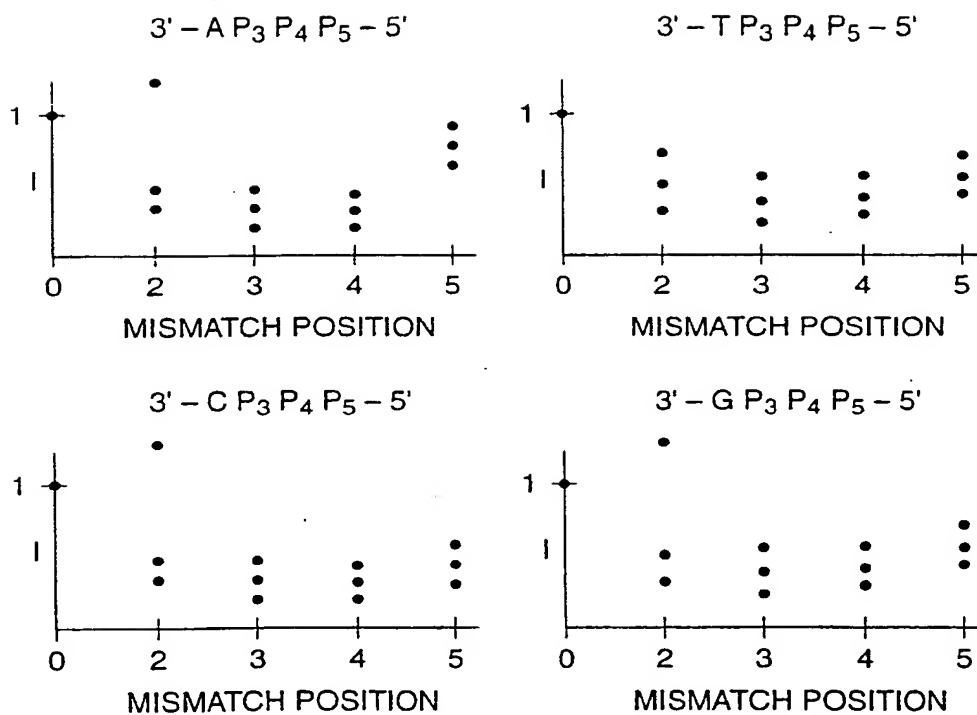 3' – A P3 P4 P5 – 5'
1
I
0 2 3 4 5
MISMATCH POSITION
3' – T P3 P4 P5 – 5'
1
I
0 2 3 4 5
MISMATCH POSITION
3' – C P3 P4 P5 – 5'
1
I
0 2 3 4 5
MISMATCH POSITION
3' – G P3 P4 P5 – 5'
1
I
0 2 3 4 5
MISMATCH POSITION